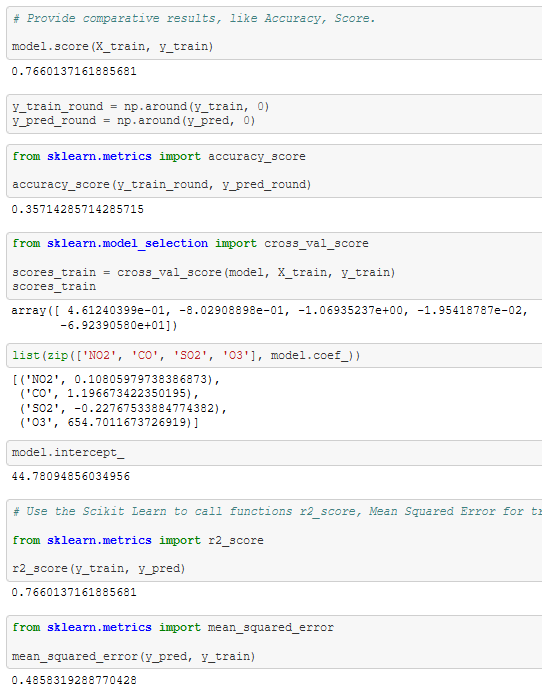 # Provide comparative results, like Accuracy, Score.
model.score(X_train, y_train)
0.7660137161885681
y_train_round = np.around(y_train, 0)
y_pred_round = np.around(y_pred, 0)
from sklearn.metrics import accuracy_score
accuracy_score(y_train_round, y_pred_round)
0.35714285714285715
from sklearn.model_selection import cross_val_score
scores_train = cross_val_score(model, X_train, y_train)
scores_train
array([ 4.61240399e-01, -8.02908898e-01, -1.06935237e+00, -1.95418787e-02,
-6.92390580e+01])
list(zip(['NO2', 'CO', 'SO2', 'O3'], model.coef_))
[('NO2', 0.10805979738386873),
('CO', 1.196673422350195),
('SO2', -0.22767533884774382),
('O3', 654.7011673726919)]
model.intercept_
44.78094856034956
# Use the Scikit Learn to call functions r2_score, Mean Squared Error for
from sklearn.metrics import r2_score
r2_score(y_train, y_pred)
0.7660137161885681
from sklearn.metrics import mean_squared_error
mean_squared_error(y_pred, y_train)
0.4858319288770428